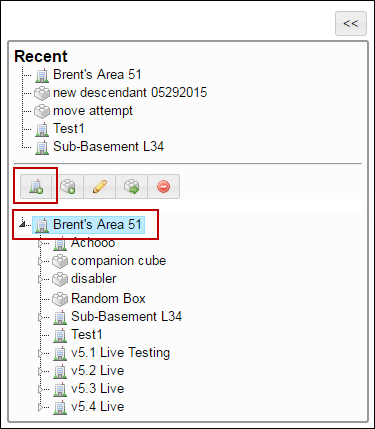 <<
Recent
Brent's Area 51
new descendant 05292015
move attempt
Test1
Sub-Basement L34
Brent's Area 51
Achooo
companion cube
disabler
Random Box
Sub-Basement L34
Test1
v5.1 Live Testing
v5.2 Live
v5.3 Live
v5.4 Live